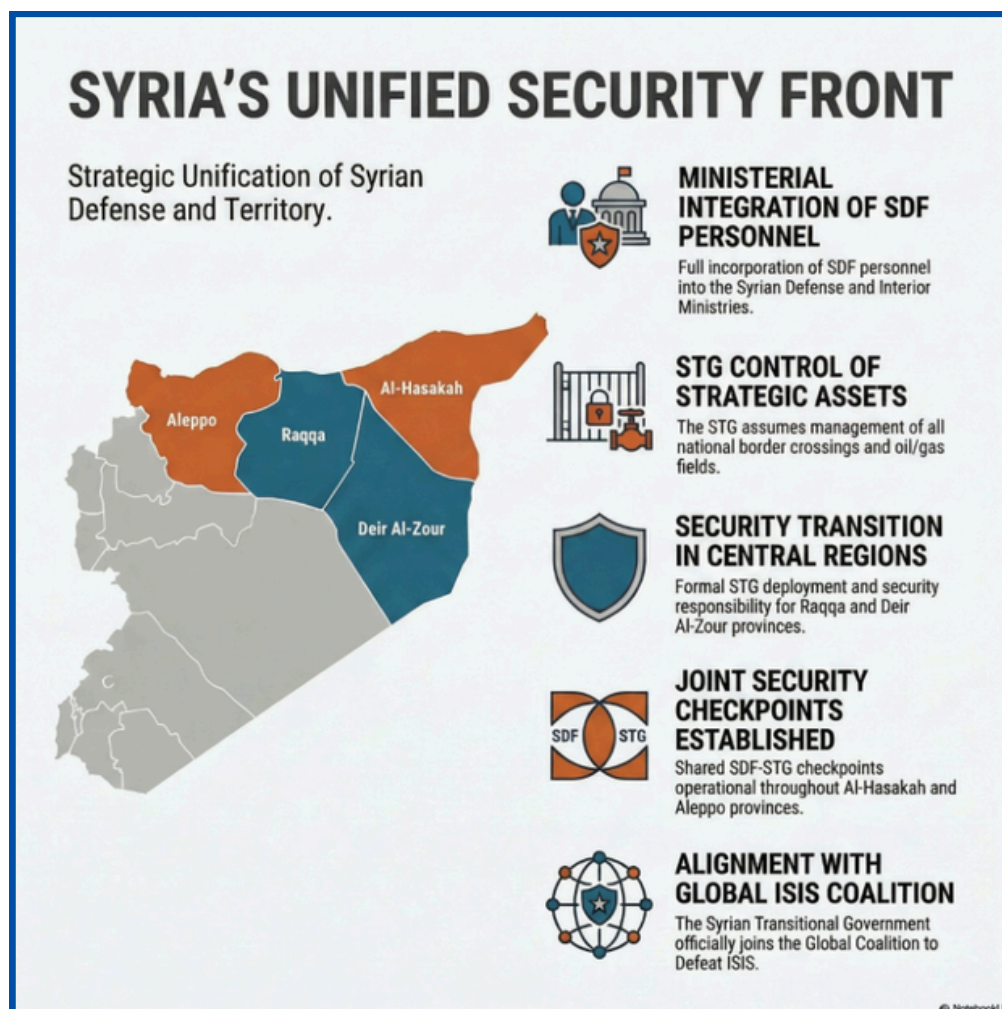 SYRIA'S UNIFIED SECURITY FRONT
Strategic Unification of Syrian
Defense and Territory.
Aleppo
Raqqa
Al-Hasakah
Deir Al-Zour
MINISTERIAL
INTEGRATION OF SDF
PERSONNEL
Full incorporation of SDF personnel
into the Syrian Defense and Interior
Ministries.
STG CONTROL OF
STRATEGIC ASSETS
The STG assumes management of all
national border crossings and oil/gas
fields.
SECURITY TRANSITION
IN CENTRAL REGIONS
Formal STG deployment and security
responsibility for Raqqa and Deir
Al-Zour provinces.
SDF STG
JOINT SECURITY
CHECKPOINTS
ESTABLISHED
Shared SDF-STG checkpoints
operational throughout Al-Hasakah and
Aleppo provinces.
ALIGNMENT WITH
GLOBAL ISIS COALITION
The Syrian Transitional Government
officially joins the Global Coalition to
Defeat ISIS.